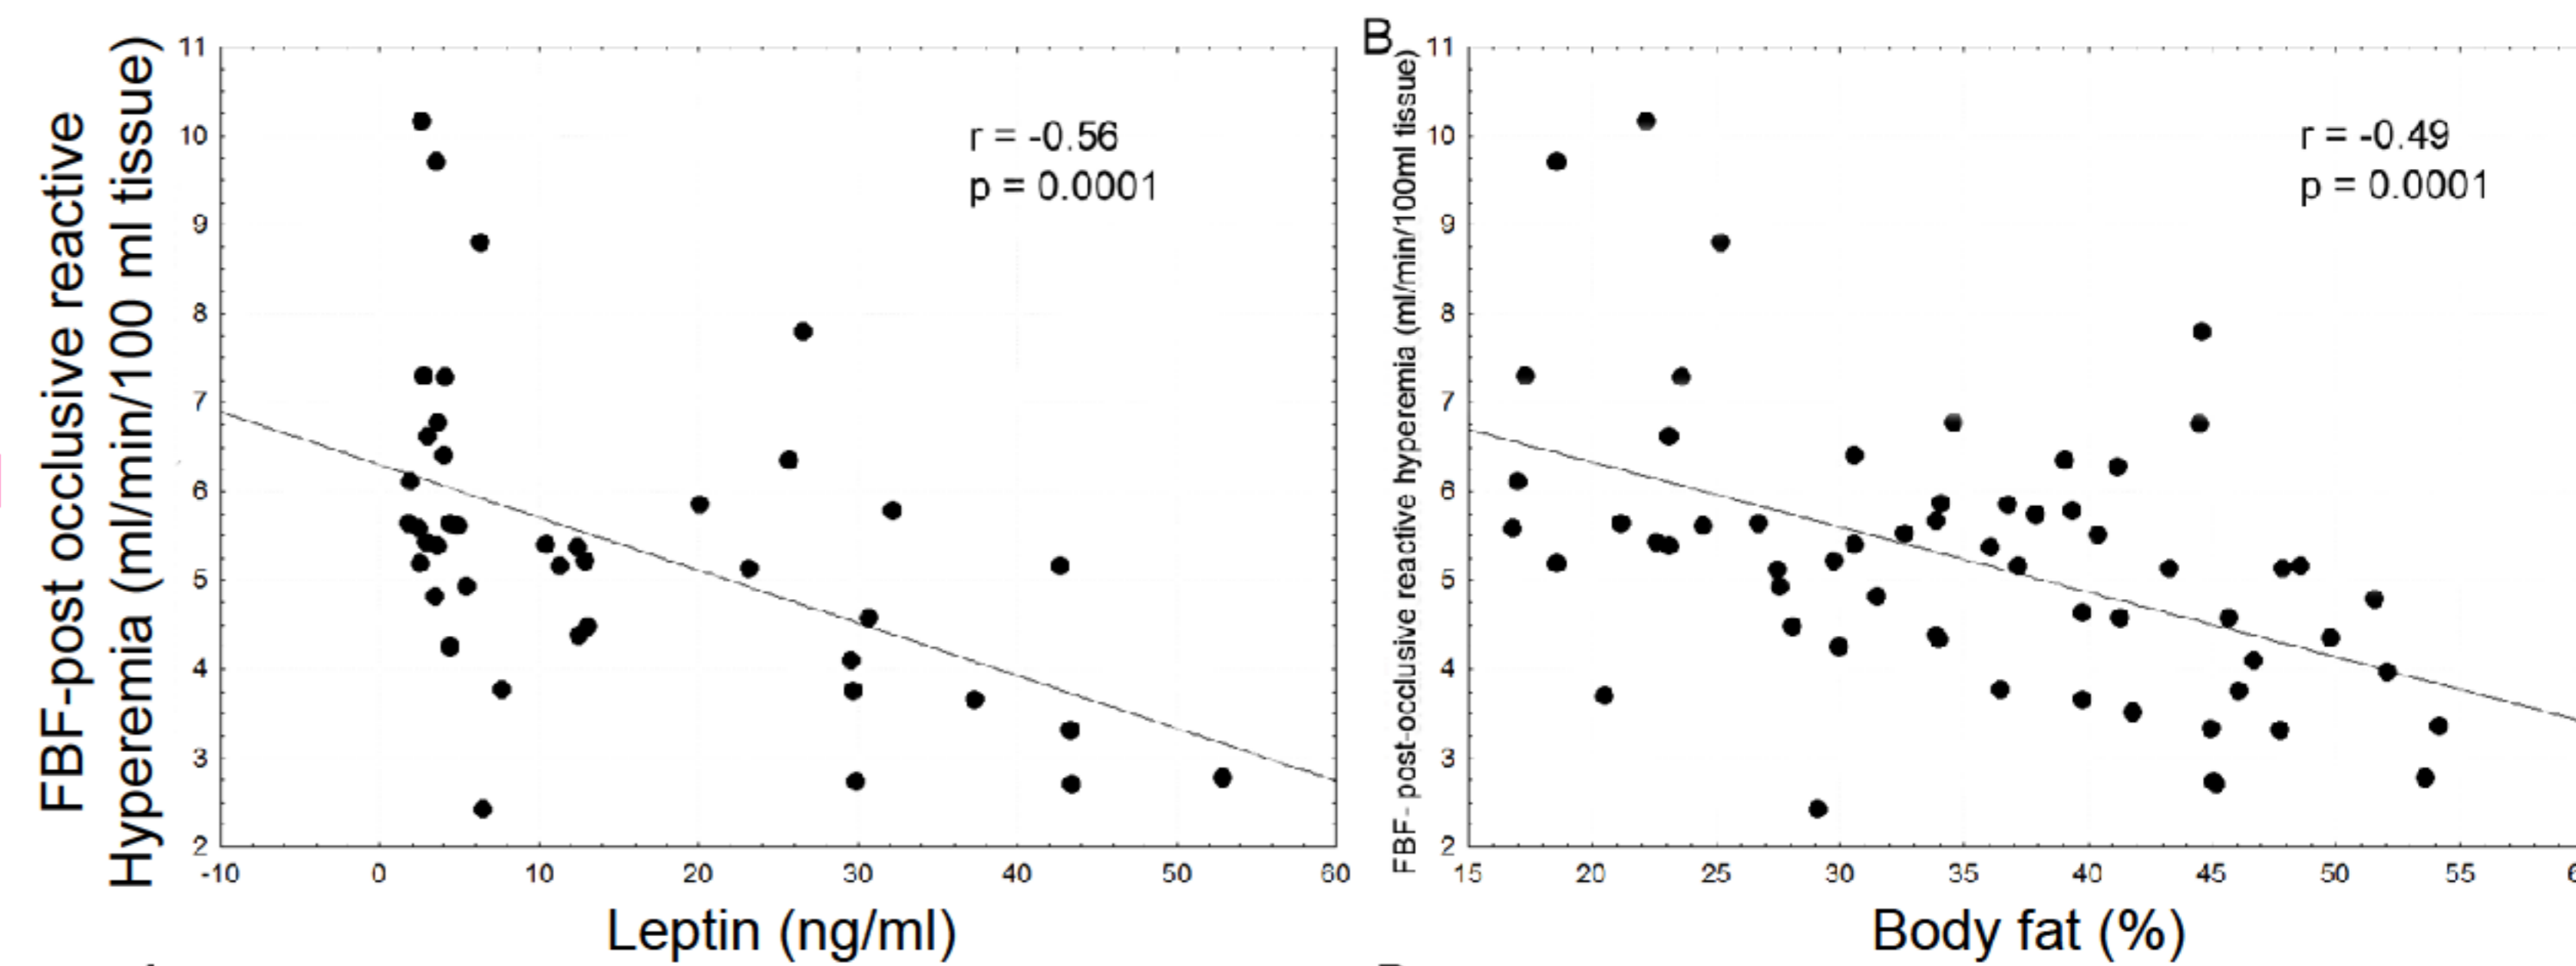 FBF-post occlusive reactive
Hyperemia (ml/min/100 ml tissue)
11
10
9
8
7
6
5
4
3
2
r = -0.56
p = 0.0001
-10 0 10 20 30 40 50 60
Leptin (ng/ml)
B
FBF- post-occlusive reactive hyperemia (ml/min/100ml tissue)
11
10
9
8
7
6
5
4
3
2
r = -0.49
p = 0.0001
15 20 25 30 35 40 45 50 55
Body fat (%)